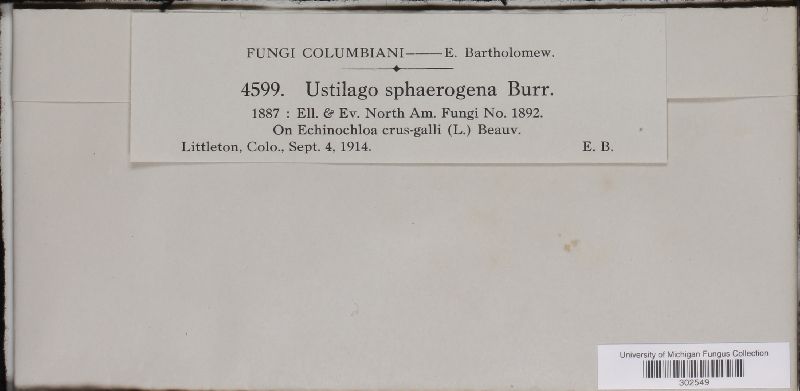 FUNGI COLUMBIANI——E. Bartholomew.
4599. Ustilago sphaerogena Burr.
1887 : Ell. & Ev. North Am. Fungi No. 1892.
On Echinochloa crus-galli (L.) Beauv.
Littleton, Colo., Sept. 4, 1914. E. B.
University of Michigan Fungus Collection
302549